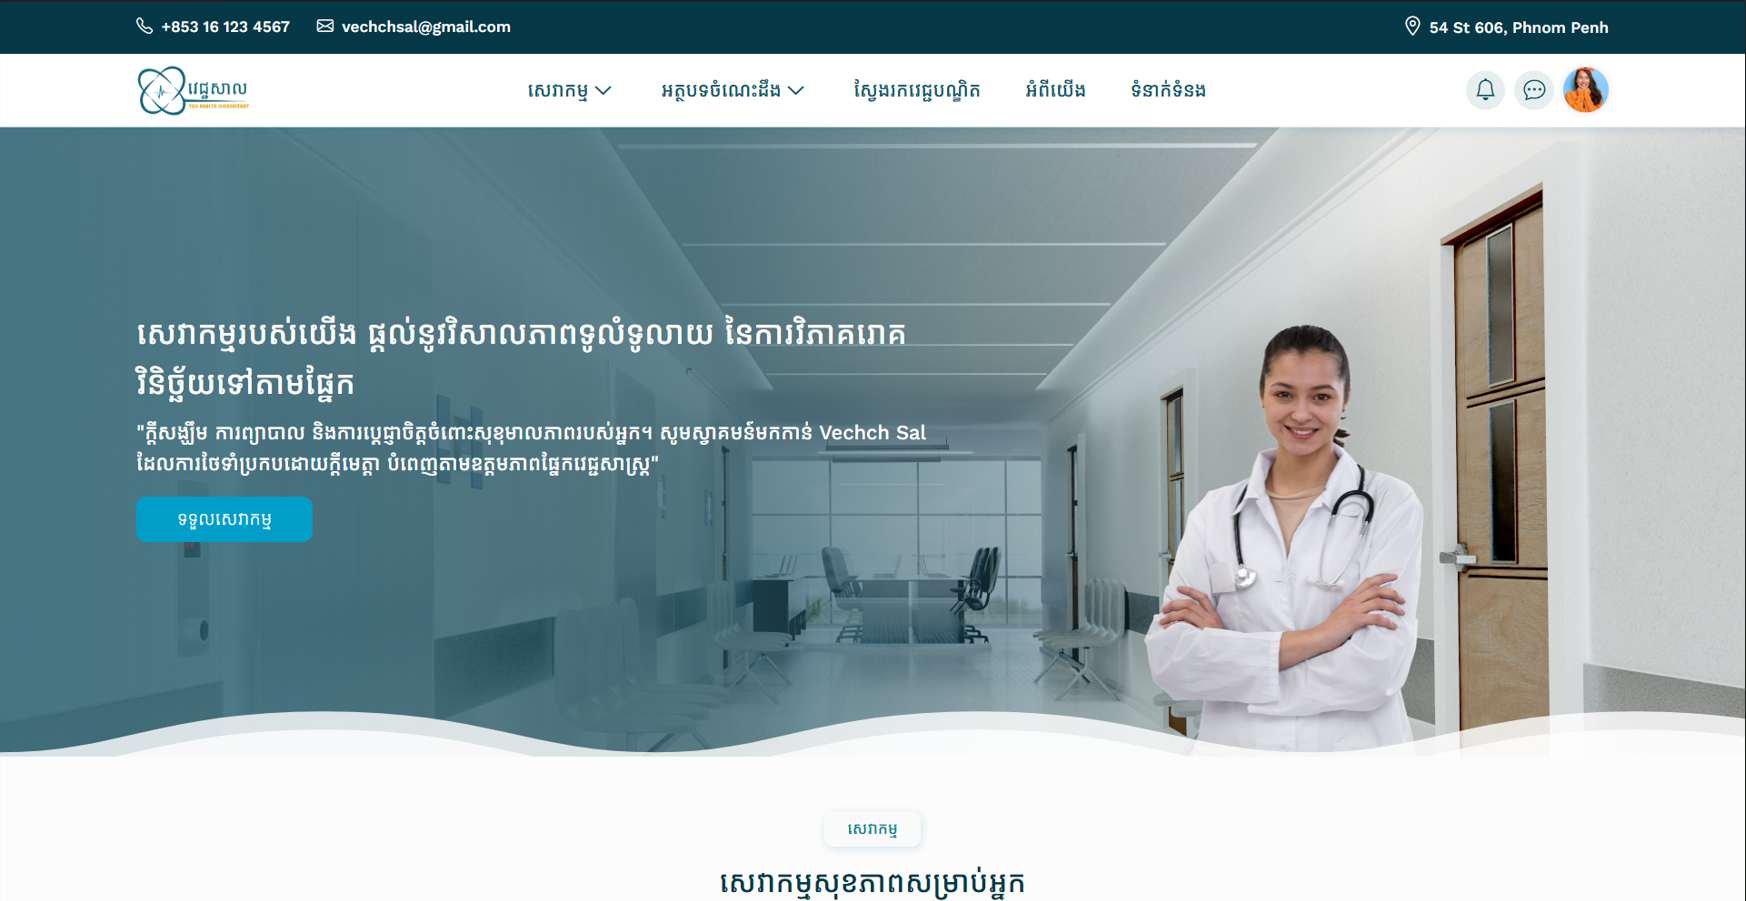 +853 16 123 4567
vechchsal@gmail.com
54 St 606, Phnom Penh
វេជ្ជសាល
សេវាកម្ម
អត្ថបទចំណេះដឹង
ស្វែងរកវេជ្ជបណ្ឌិត
អំពីយើង
ទំនាក់ទំនង
សេវាកម្មរបស់យើង ផ្តល់នូវវិសាលភាពទូលំទូលាយ នៃការវិភាគរោគ
វិនិច្ឆ័យទៅតាមផ្នែក
"ក្តីសង្ឃឹម ការព្យាបាល និងការប្តេជ្ញាចិត្តចំពោះសុខុមាលភាពរបស់អ្នក។ សូមស្វាគមន៍មកកាន់ Vechch Sal
ដែលការថែទាំប្រកបដោយក្តីមេត្តា បំពេញតាមឧត្តមភាពផ្នែកវេជ្ជសាស្ត្រ"
ទទួលសេវាកម្ម
សេវាកម្ម
សេវាកម្មសុខភាពសម្រាប់អ្នក